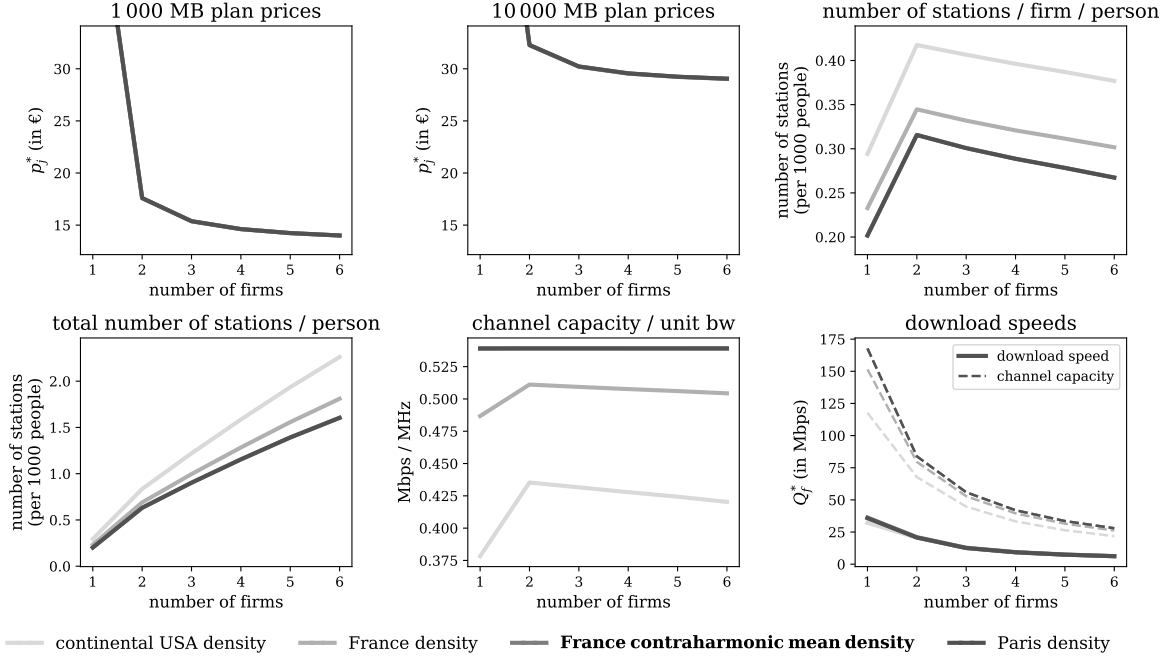 1 000 MB plan prices
30
25
20
15
p*j (in €)
1 2 3 4 5 6
number of firms
10 000 MB plan prices
30
25
20
15
p*j (in €)
1 2 3 4 5 6
number of firms
number of stations / firm / person
0.40
0.35
0.30
0.25
0.20
number of stations
(per 1000 people)
1 2 3 4 5 6
number of firms
total number of stations / person
2.0
1.5
1.0
0.5
0.0
number of stations
(per 1000 people)
1 2 3 4 5 6
number of firms
channel capacity / unit bw
0.525
0.500
0.475
0.450
0.425
0.400
0.375
Mbps / MHz
1 2 3 4 5 6
number of firms
download speeds
175
150
125
100
75
50
25
0
Q*f (in Mbps)
download speed
channel capacity
1 2 3 4 5 6
number of firms
continental USA density France density France contraharmonic mean density Paris density